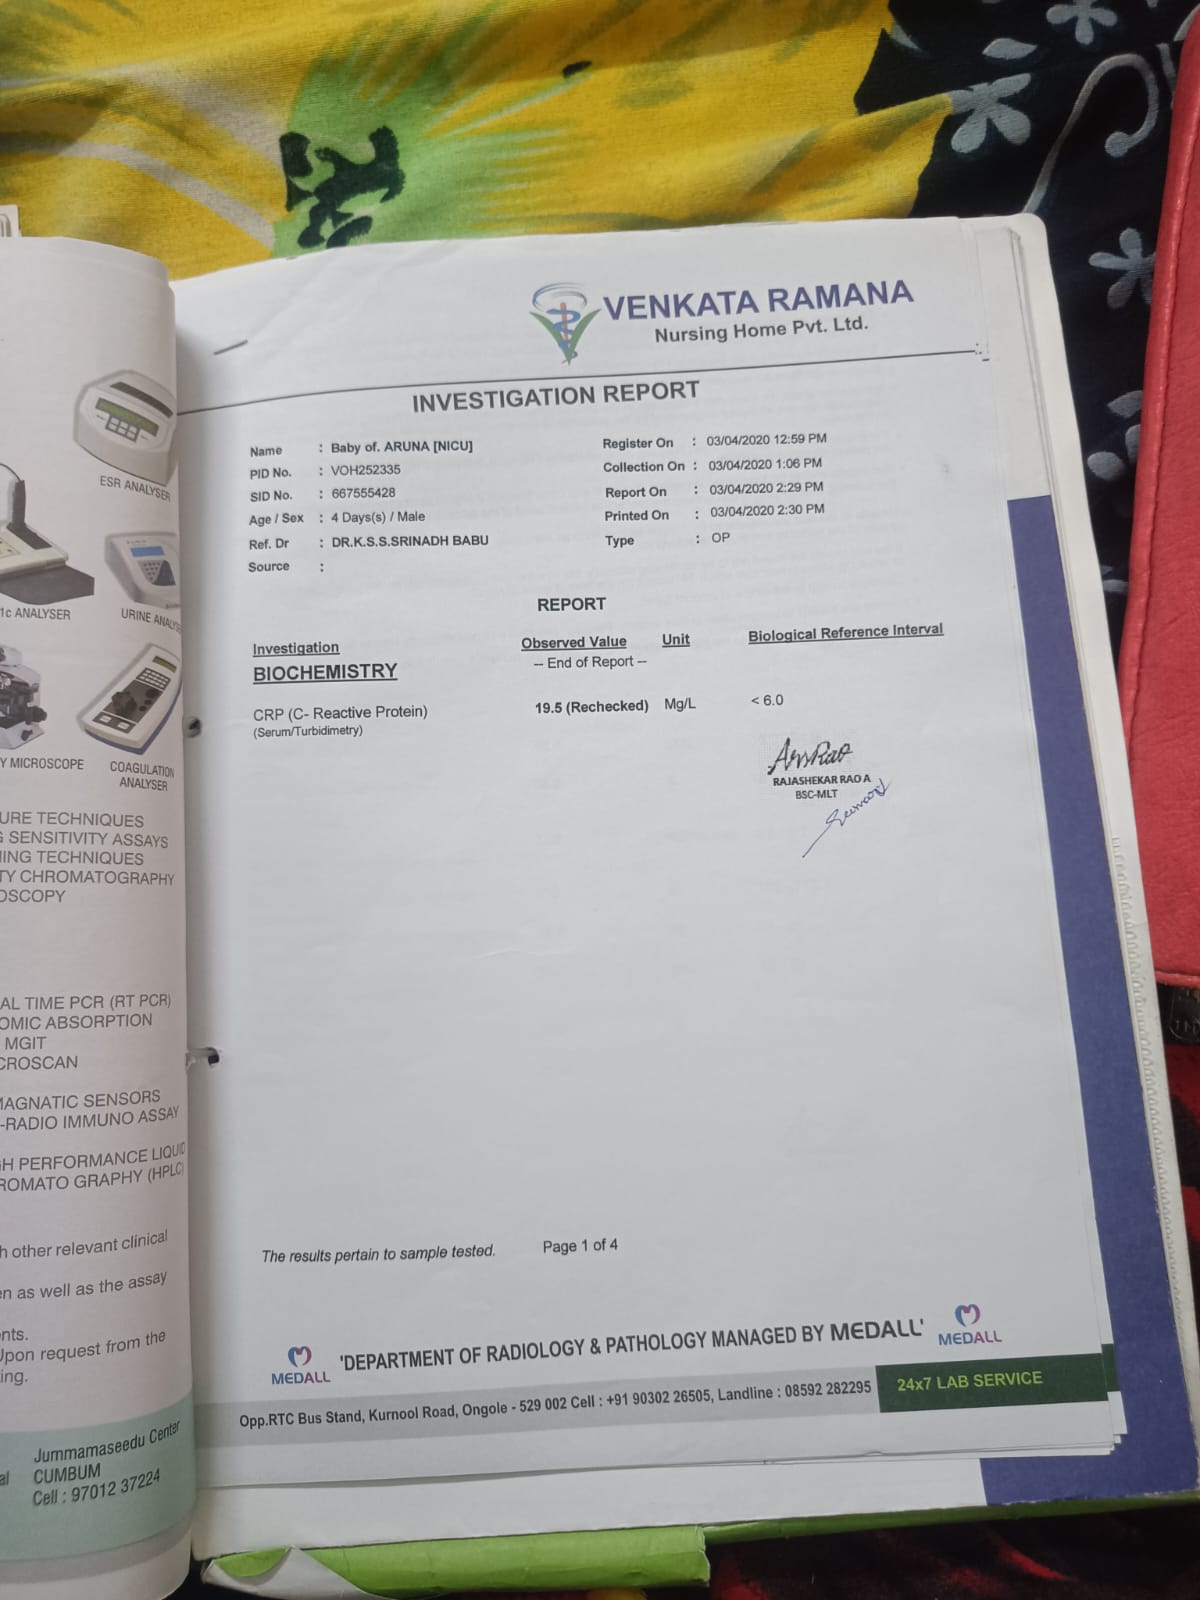 ESR ANALYSER
1c ANALYSER
URINE ANALYSE
Y MICROSCOPE
COAGULATION
ANALYSER
URE TECHNIQUES
G SENSITIVITY ASSAYS
ING TECHNIQUES
TY CHROMATOGRAPHY
OSCOPY
AL TIME PCR (RT PCR)
OMIC ABSORPTION
MGIT
CROSCAN
MAGNATIC SENSORS
-RADIO IMMUNO ASSAY
H PERFORMANCE LIQUID
ROMATO GRAPHY (HPLC)
h other relevant clinical
en as well as the assay
nts.
Upon request from the
ing.
al
Jummamaseedu Center
CUMBUM
Cell : 97012 37224
VENKATA RAMANA
Nursing Home Pvt. Ltd.
INVESTIGATION REPORT
Name : Baby of. ARUNA [NICU] Register On : 03/04/2020 12:59 PM
PID No. : VOH252335 Collection On : 03/04/2020 1:06 PM
SID No. : 667555428 Report On : 03/04/2020 2:29 PM
Age / Sex : 4 Days(s) / Male Printed On : 03/04/2020 2:30 PM
Ref. Dr : DR.K.S.S.SRINADH BABU Type : OP
Source :
REPORT
Investigation Observed Value Unit Biological Reference Interval
BIOCHEMISTRY -- End of Report --
CRP (C- Reactive Protein) 19.5 (Rechecked) Mg/L < 6.0
(Serum/Turbidimetry)
RAJASHEKAR RAO A
BSC-MLT
The results pertain to sample tested. Page 1 of 4
MEDALL 'DEPARTMENT OF RADIOLOGY & PATHOLOGY MANAGED BY MEDALL' MEDALL
Opp.RTC Bus Stand, Kurnool Road, Ongole - 529 002 Cell : +91 90302 26505, Landline : 08592 282295 24x7 LAB SERVICE